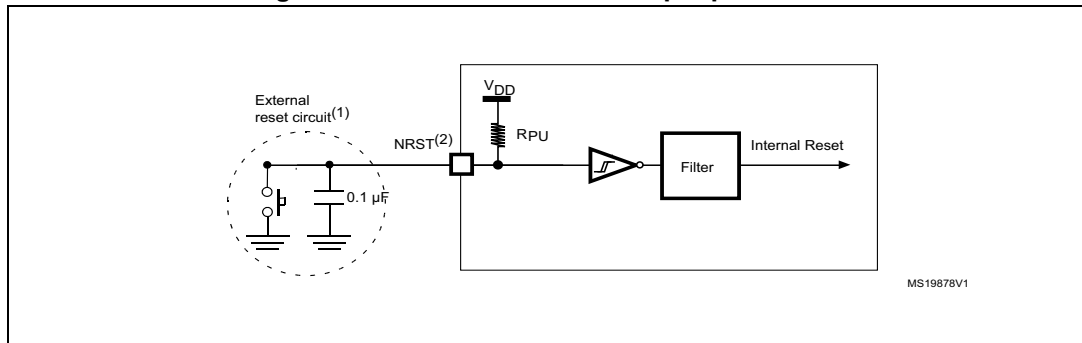 External
reset circuit(1)
NRST(2)
VDD
RPU
0.1 µF
Filter
Internal Reset
MS19878V1